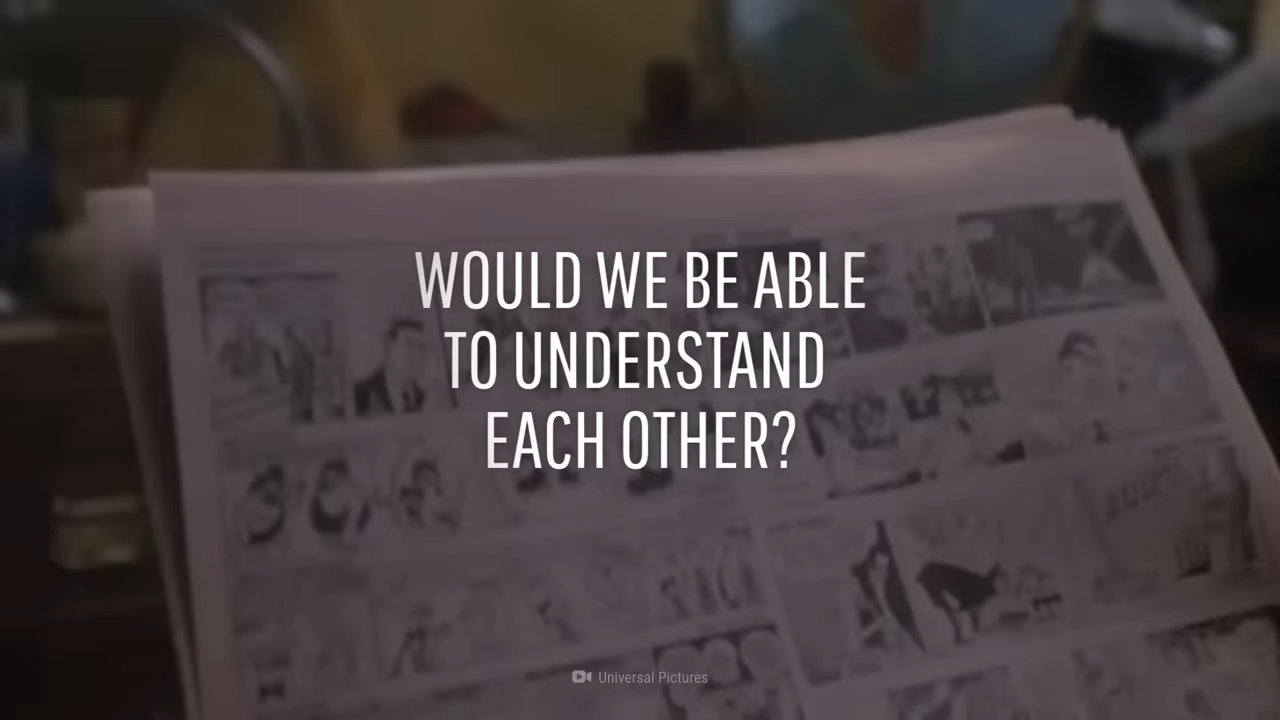 WOULD WE BE ABLE
TO UNDERSTAND
EACH OTHER?
Universal Pictures